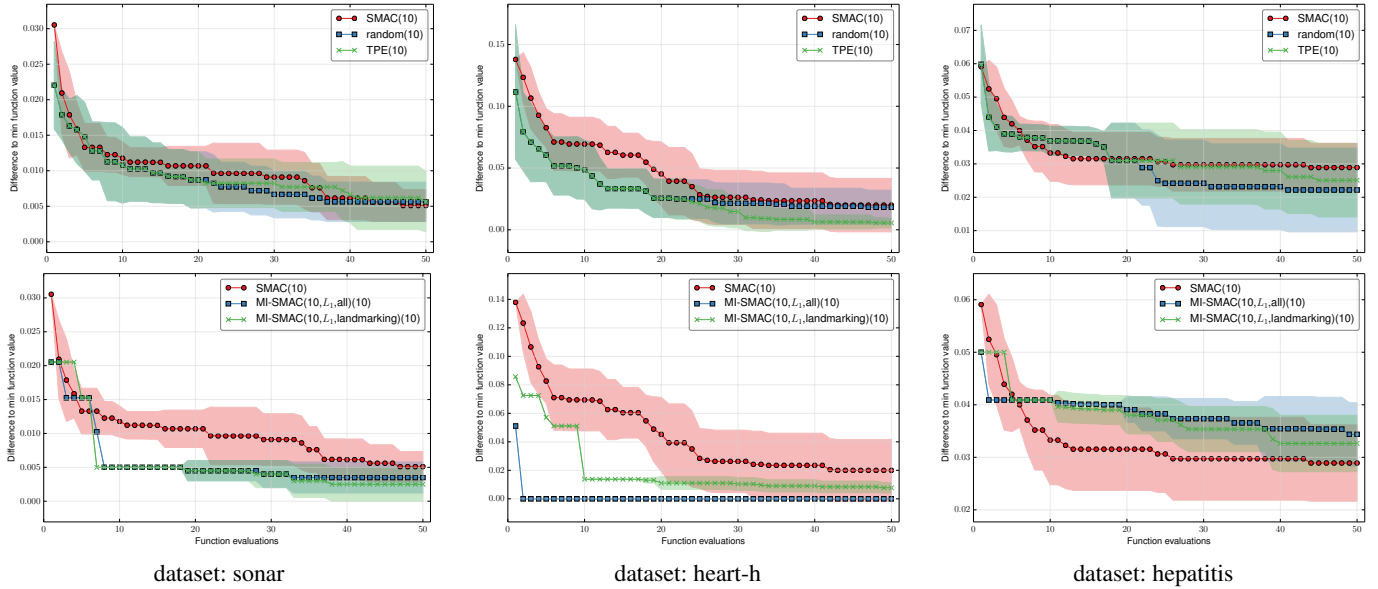 SMAC(10)
random(10)
TPE(10)
Difference to min function value
0.030
0.025
0.020
0.015
0.010
0.005
0.000
0 10 20 30 40 50
SMAC(10)
random(10)
TPE(10)
Difference to min function value
0.15
0.10
0.05
0.00
0 10 20 30 40 50
SMAC(10)
random(10)
TPE(10)
Difference to min function value
0.07
0.06
0.05
0.04
0.03
0.02
0.01
0 10 20 30 40 50
SMAC(10)
MI-SMAC(10,L₁,all)(10)
MI-SMAC(10,L₁,landmarking)(10)
Difference to min function value
0.030
0.025
0.020
0.015
0.010
0.005
0.000
0 10 20 30 40 50
Function evaluations
SMAC(10)
MI-SMAC(10,L₁,all)(10)
MI-SMAC(10,L₁,landmarking)(10)
Difference to min function value
0.14
0.12
0.10
0.08
0.06
0.04
0.02
0.00
0 10 20 30 40 50
Function evaluations
SMAC(10)
MI-SMAC(10,L₁,all)(10)
MI-SMAC(10,L₁,landmarking)(10)
Difference to min function value
0.06
0.05
0.04
0.03
0.02
0 10 20 30 40 50
Function evaluations
dataset: sonar
dataset: heart-h
dataset: hepatitis